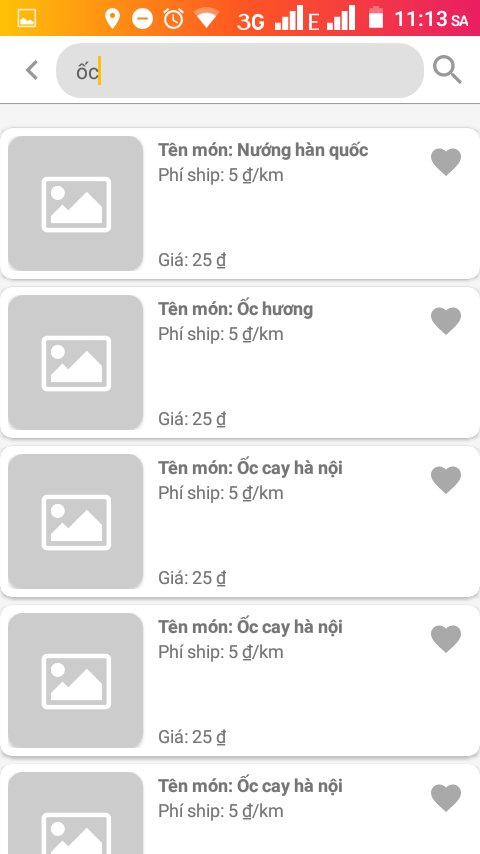 3G E 11:13 SA
ốc
Tên món: Nướng hàn quốc
Phí ship: 5 ₫/km
Giá: 25 ₫
Tên món: Ốc hương
Phí ship: 5 ₫/km
Giá: 25 ₫
Tên món: Ốc cay hà nội
Phí ship: 5 ₫/km
Giá: 25 ₫
Tên món: Ốc cay hà nội
Phí ship: 5 ₫/km
Giá: 25 ₫
Tên món: Ốc cay hà nội
Phí ship: 5 ₫/km